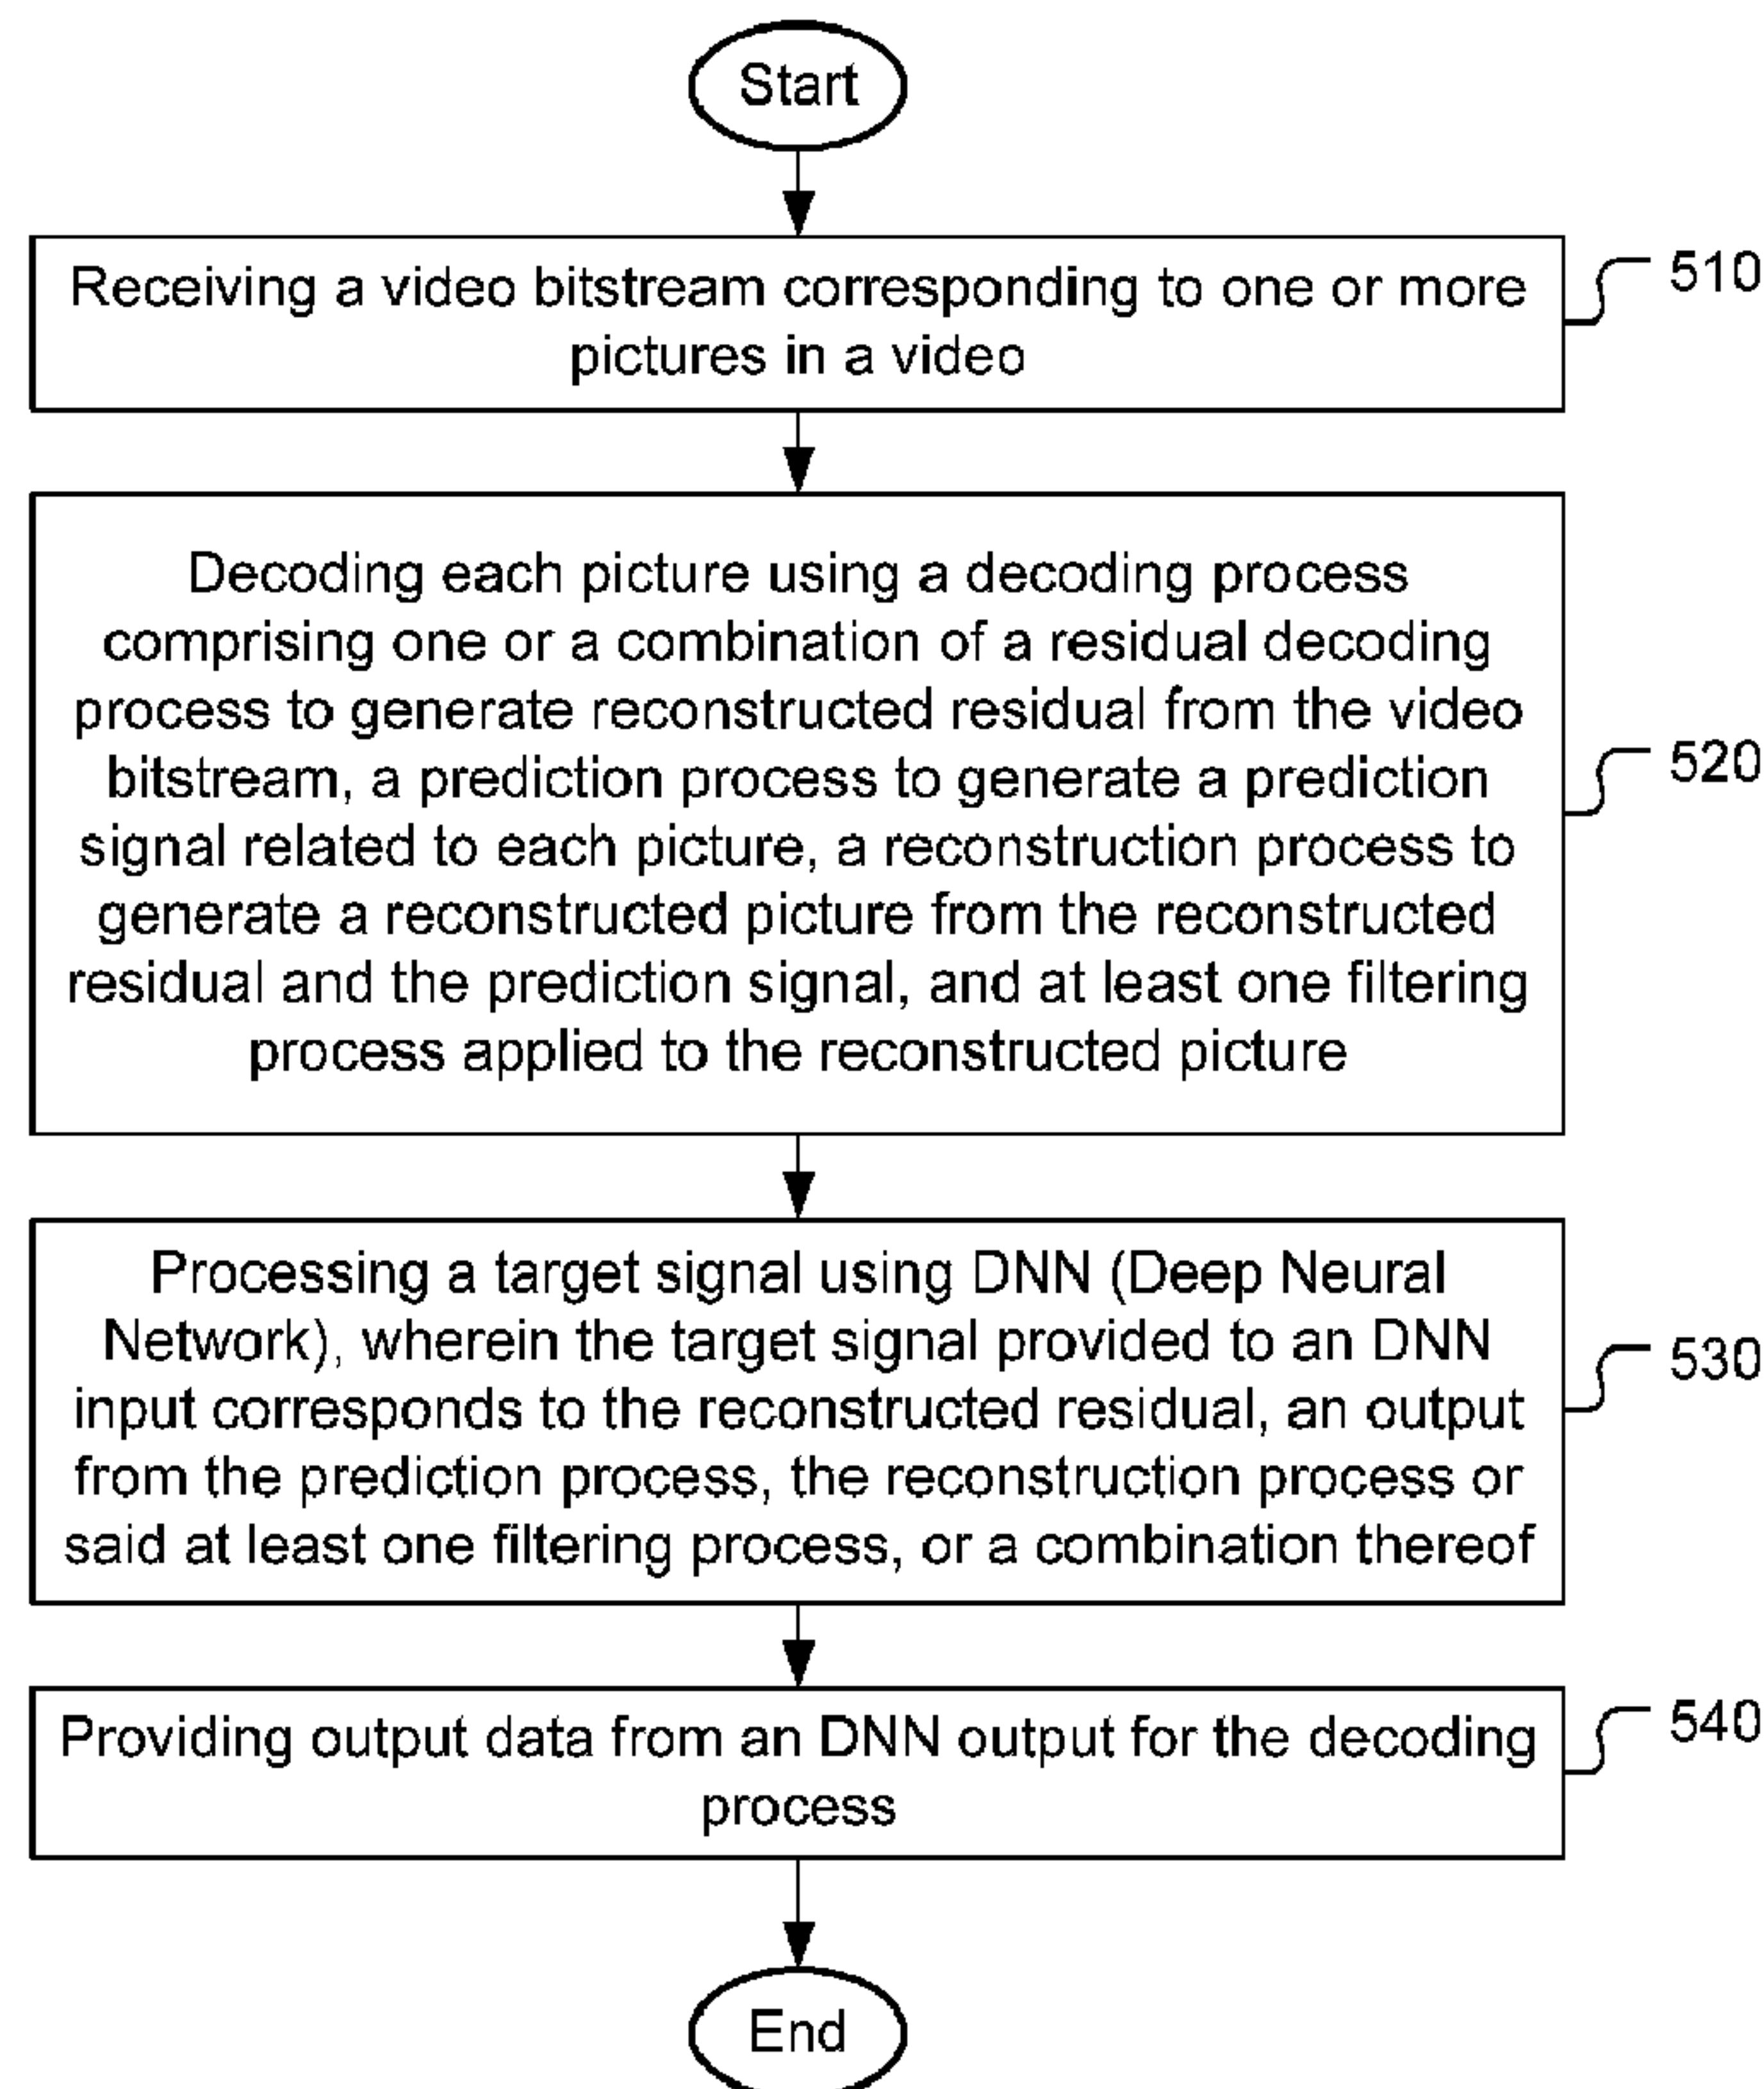 Start
Receiving a video bitstream corresponding to one or more
pictures in a video
510
Decoding each picture using a decoding process
comprising one or a combination of a residual decoding
process to generate reconstructed residual from the video
bitstream, a prediction process to generate a prediction
signal related to each picture, a reconstruction process to
generate a reconstructed picture from the reconstructed
residual and the prediction signal, and at least one filtering
process applied to the reconstructed picture
520
Processing a target signal using DNN (Deep Neural
Network), wherein the target signal provided to an DNN
input corresponds to the reconstructed residual, an output
from the prediction process, the reconstruction process or
said at least one filtering process, or a combination thereof
530
Providing output data from an DNN output for the decoding
process
540
End